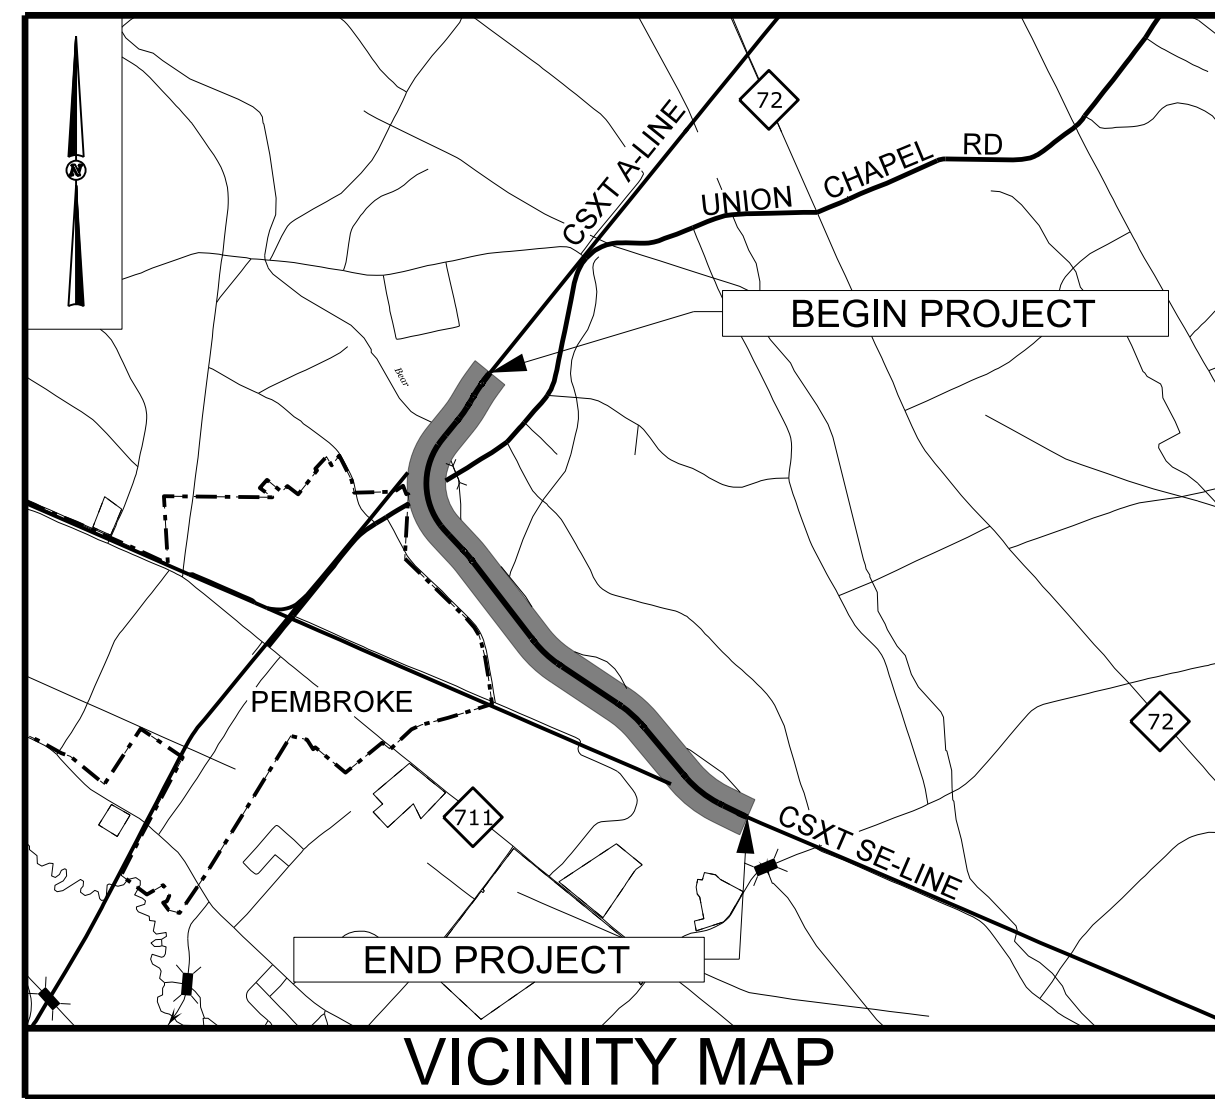 N
CSXT A-LINE
72
UNION CHAPEL RD
BEGIN PROJECT
Bear
PEMBROKE
72
711
CSXT SE-LINE
END PROJECT
VICINITY MAP